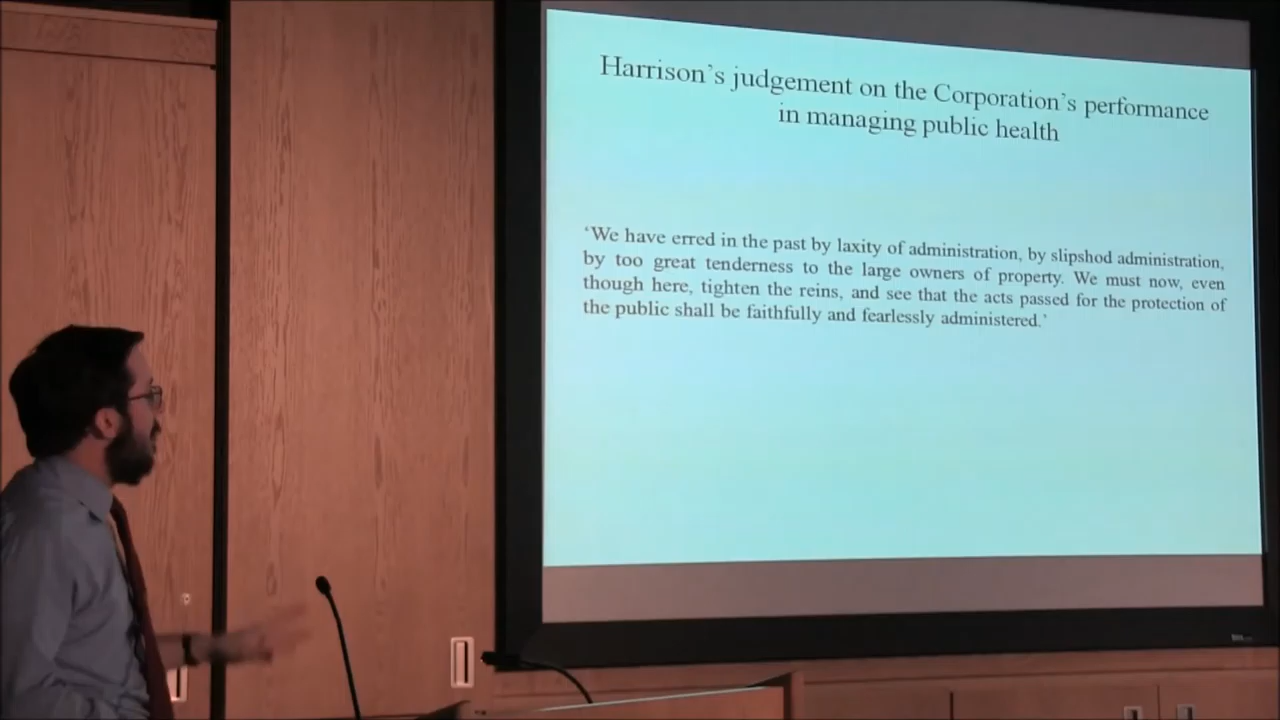 Harrison's judgement on the Corporation's performance
in managing public health
'We have erred in the past by laxity of administration, by slipshod administration,
by too great tenderness to the large owners of property. We must now, even
though here, tighten the reins, and see that the acts passed for the protection of
the public shall be faithfully and fearlessly administered.'